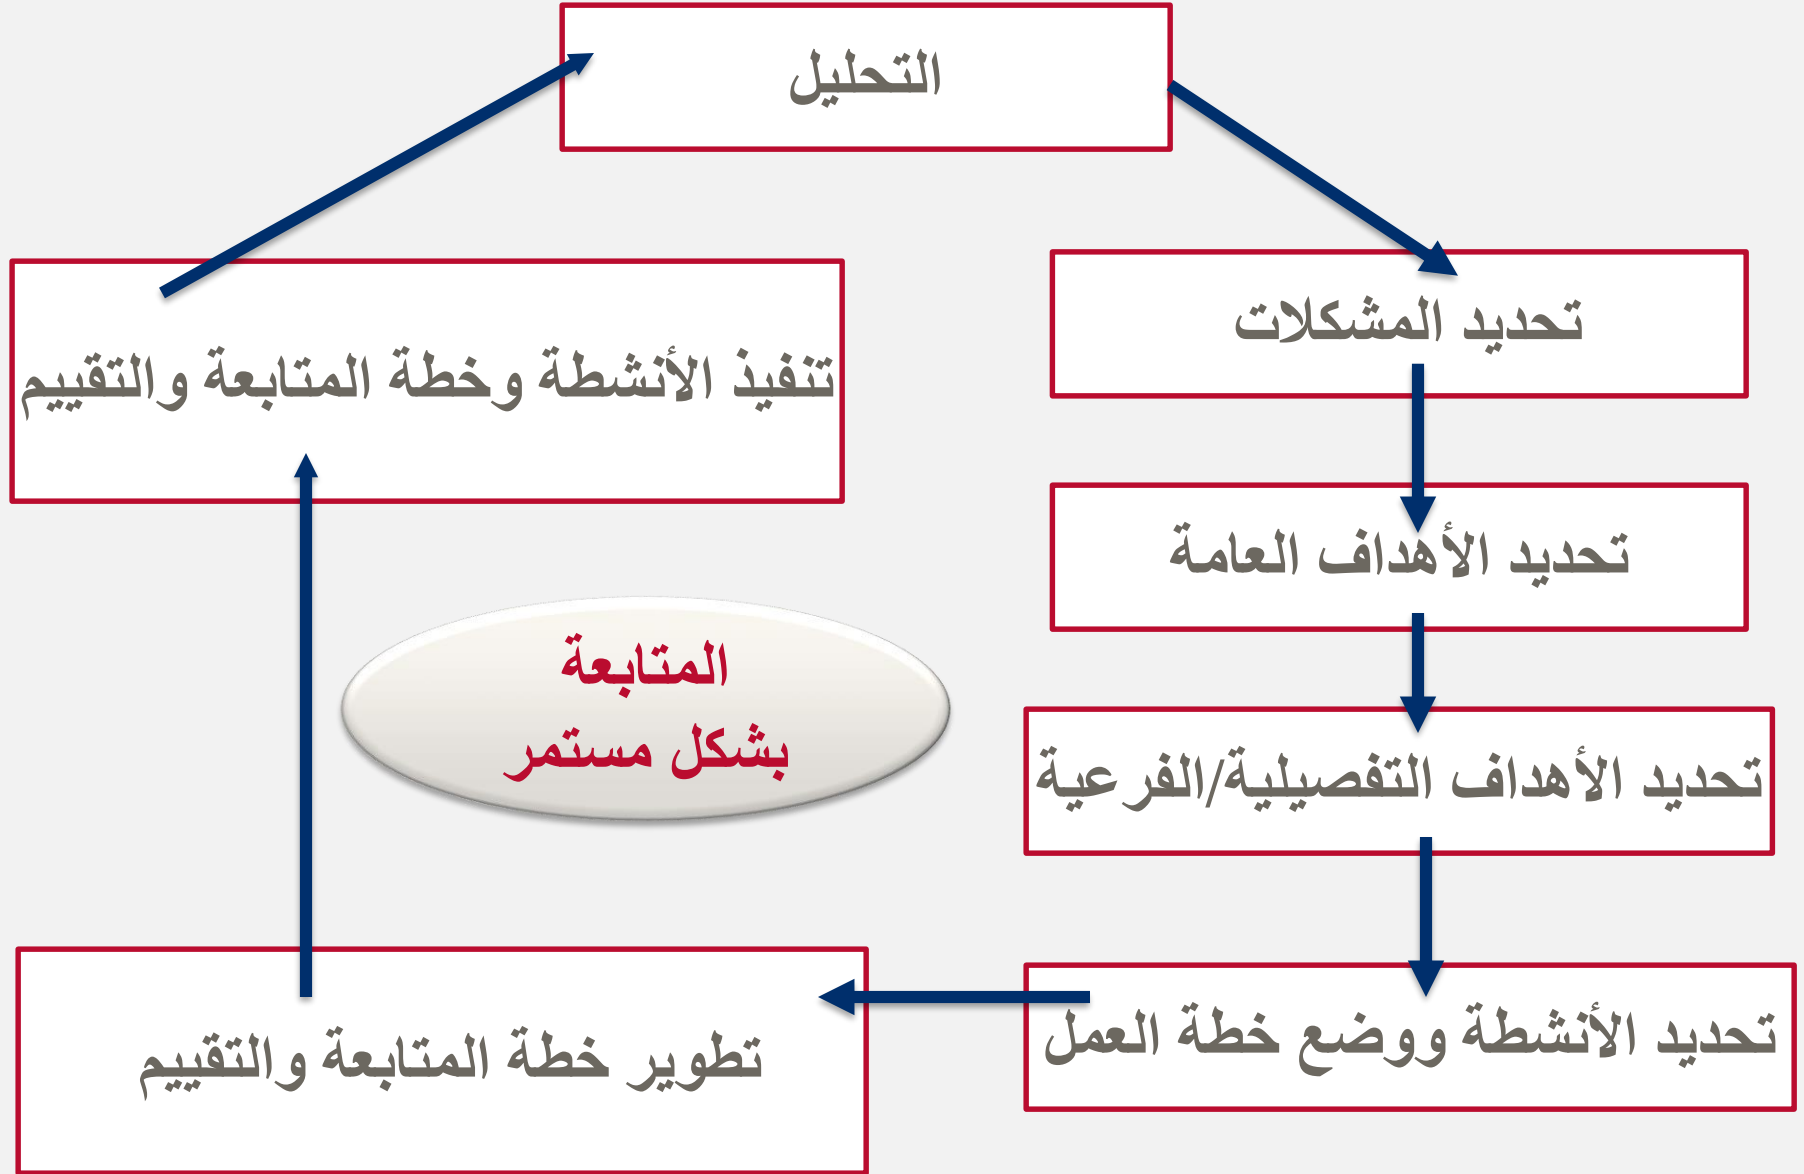 التحليل
تحديد المشكلات
تحديد الأهداف العامة
تحديد الأهداف التفصيلية/الفرعية
تحديد الأنشطة ووضع خطة العمل
تطوير خطة المتابعة والتقييم
تنفيذ الأنشطة وخطة المتابعة والتقييم
المتابعة
بشكل مستمر